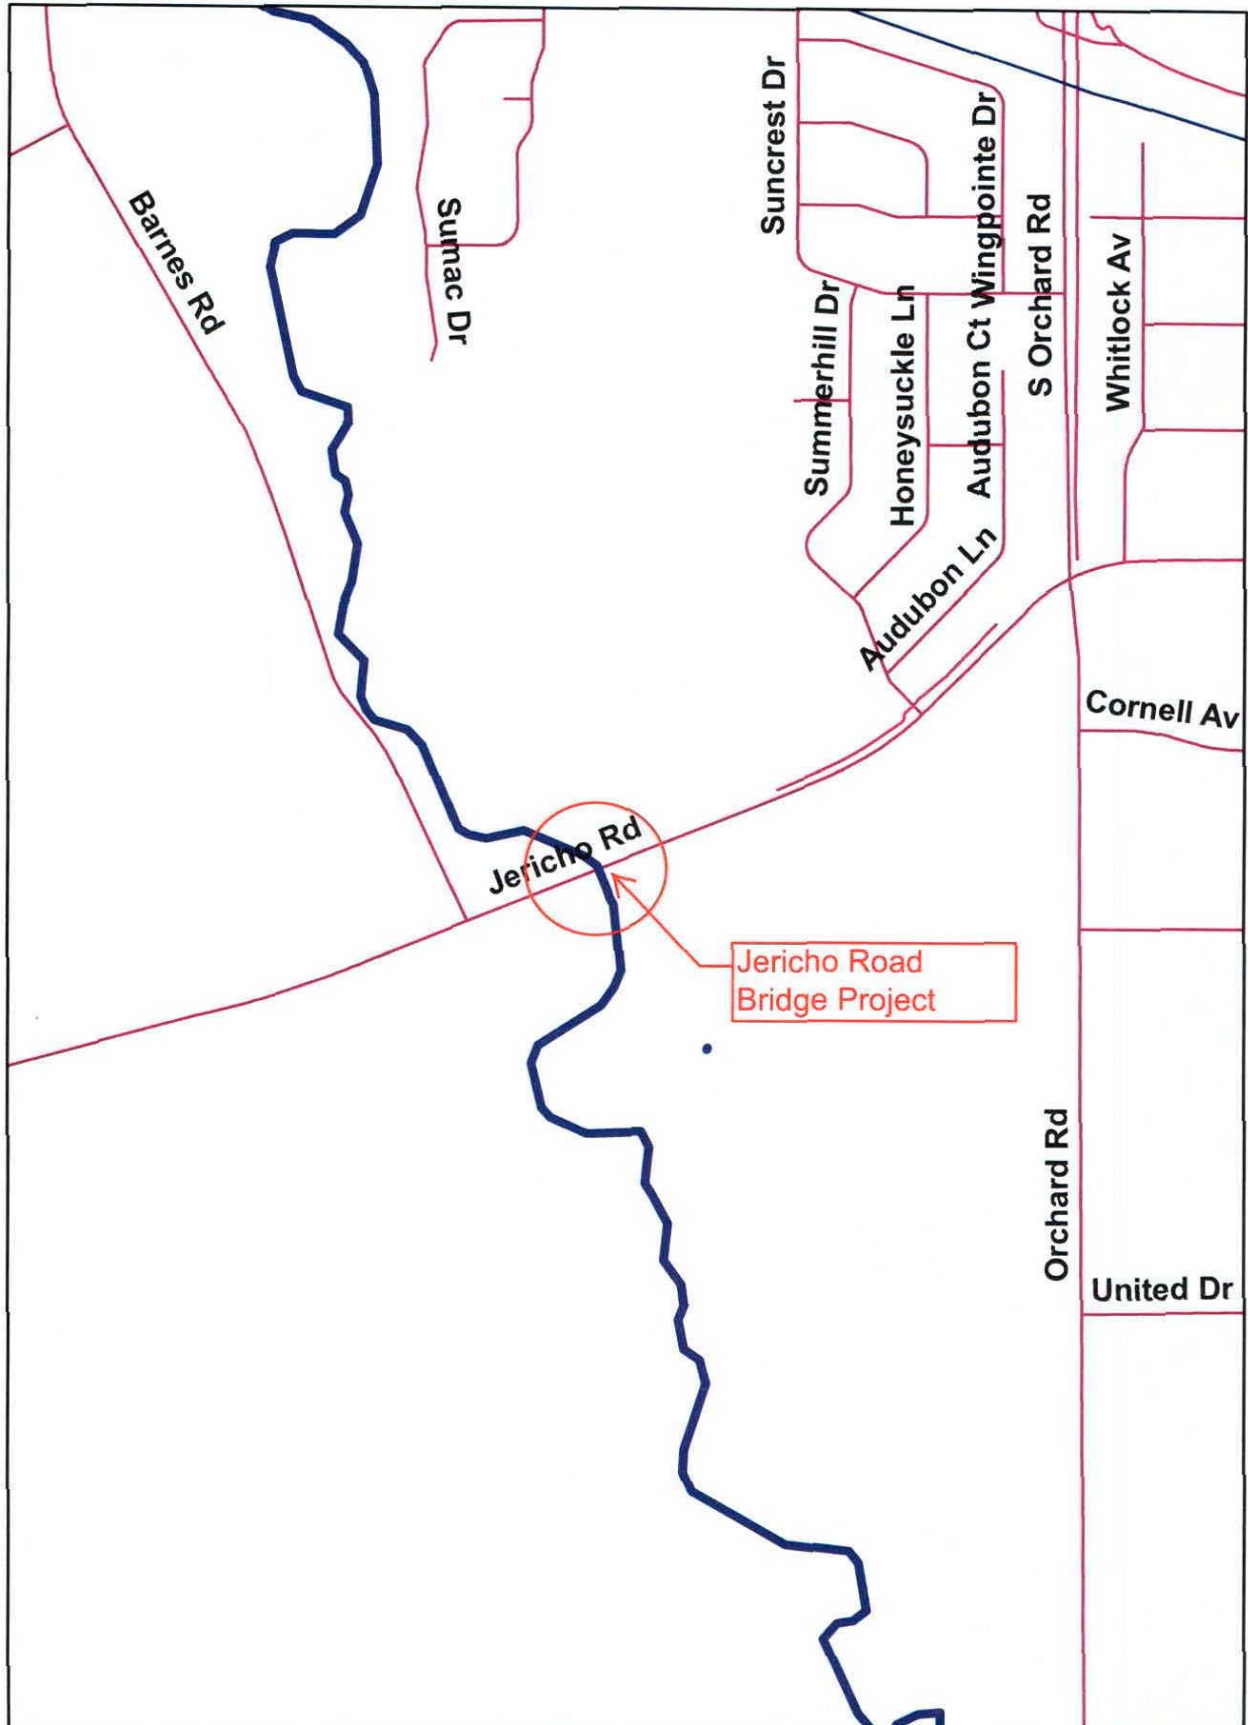 Suncrest Dr
Wingpointe Dr
Barnes Rd
Sumac Dr
S Orchard Rd
Whitlock Av
Summerhill Dr
Honeysuckle Ln
Audubon Ct
Audubon Ln
Cornell Av
Jericho Rd
Jericho Road
Bridge Project
Orchard Rd
United Dr